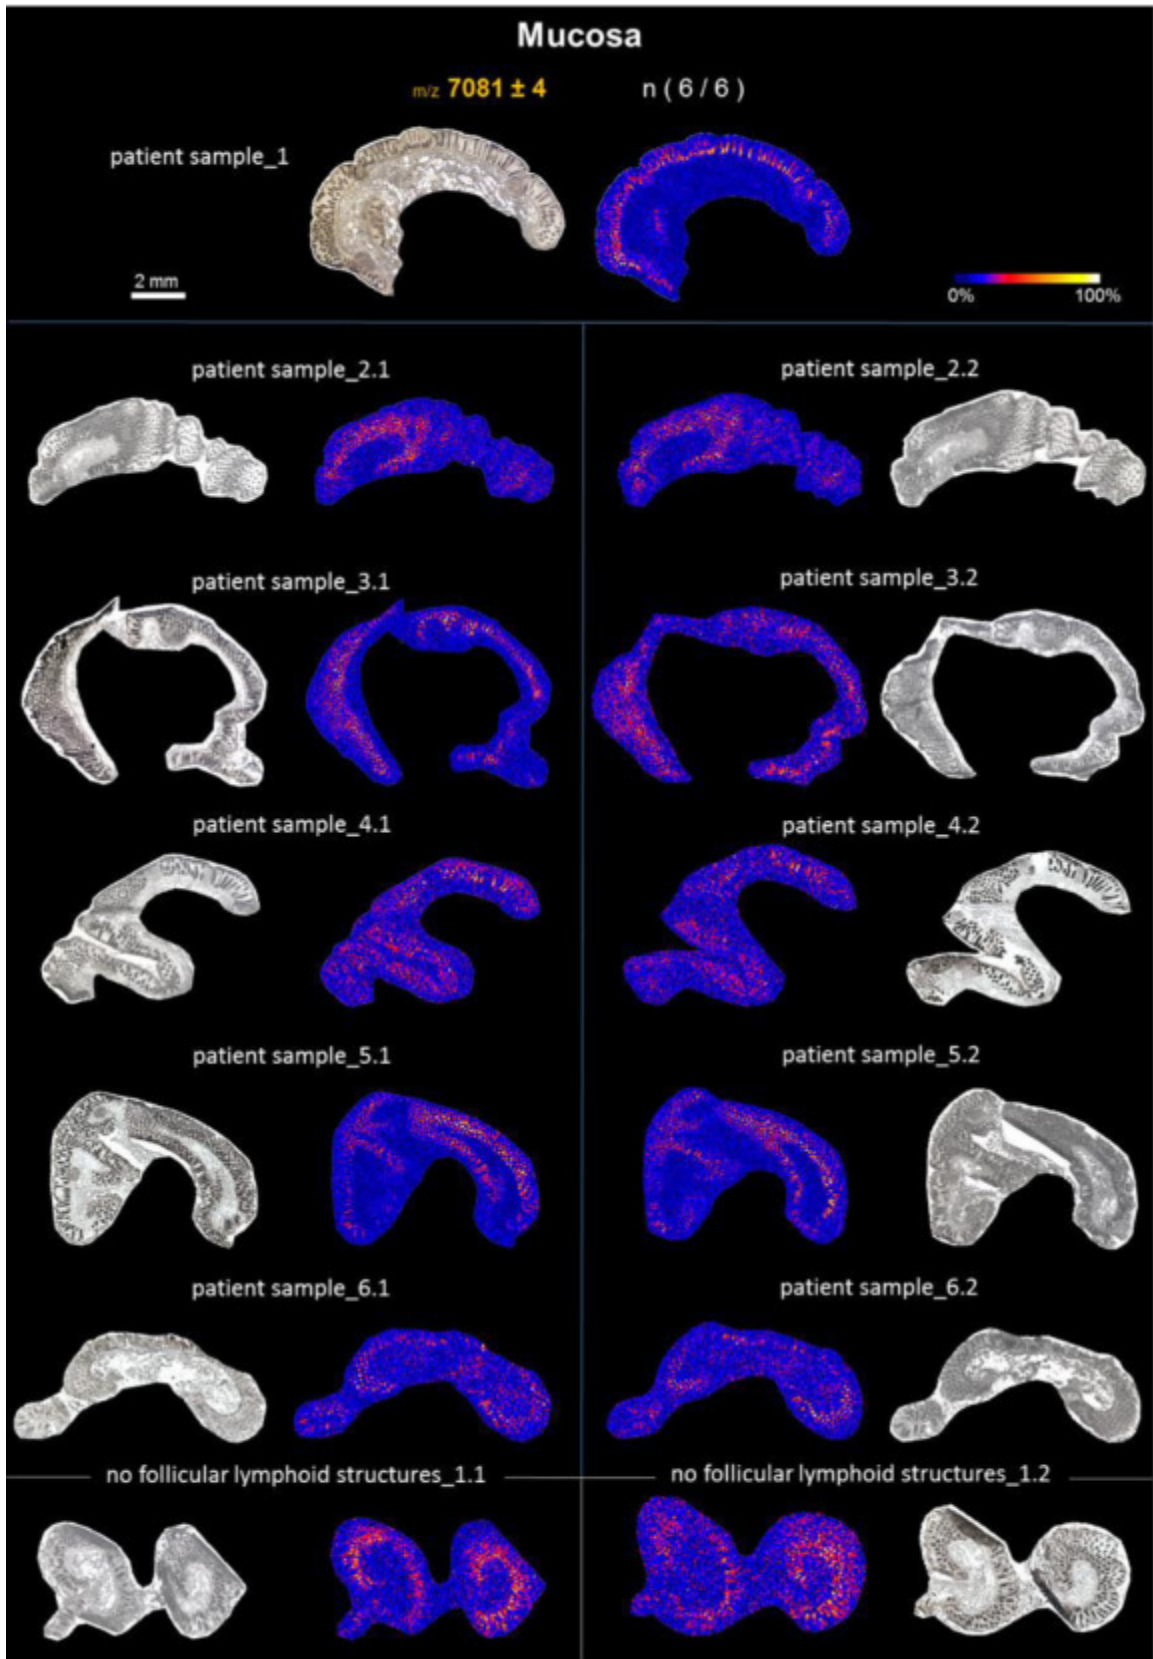 Mucosa
m/z 7081 ± 4 n ( 6 / 6 )
patient sample_1
2 mm
0% 100%
patient sample_2.1 patient sample_2.2
patient sample_3.1 patient sample_3.2
patient sample_4.1 patient sample_4.2
patient sample_5.1 patient sample_5.2
patient sample_6.1 patient sample_6.2
no follicular lymphoid structures_1.1 no follicular lymphoid structures_1.2